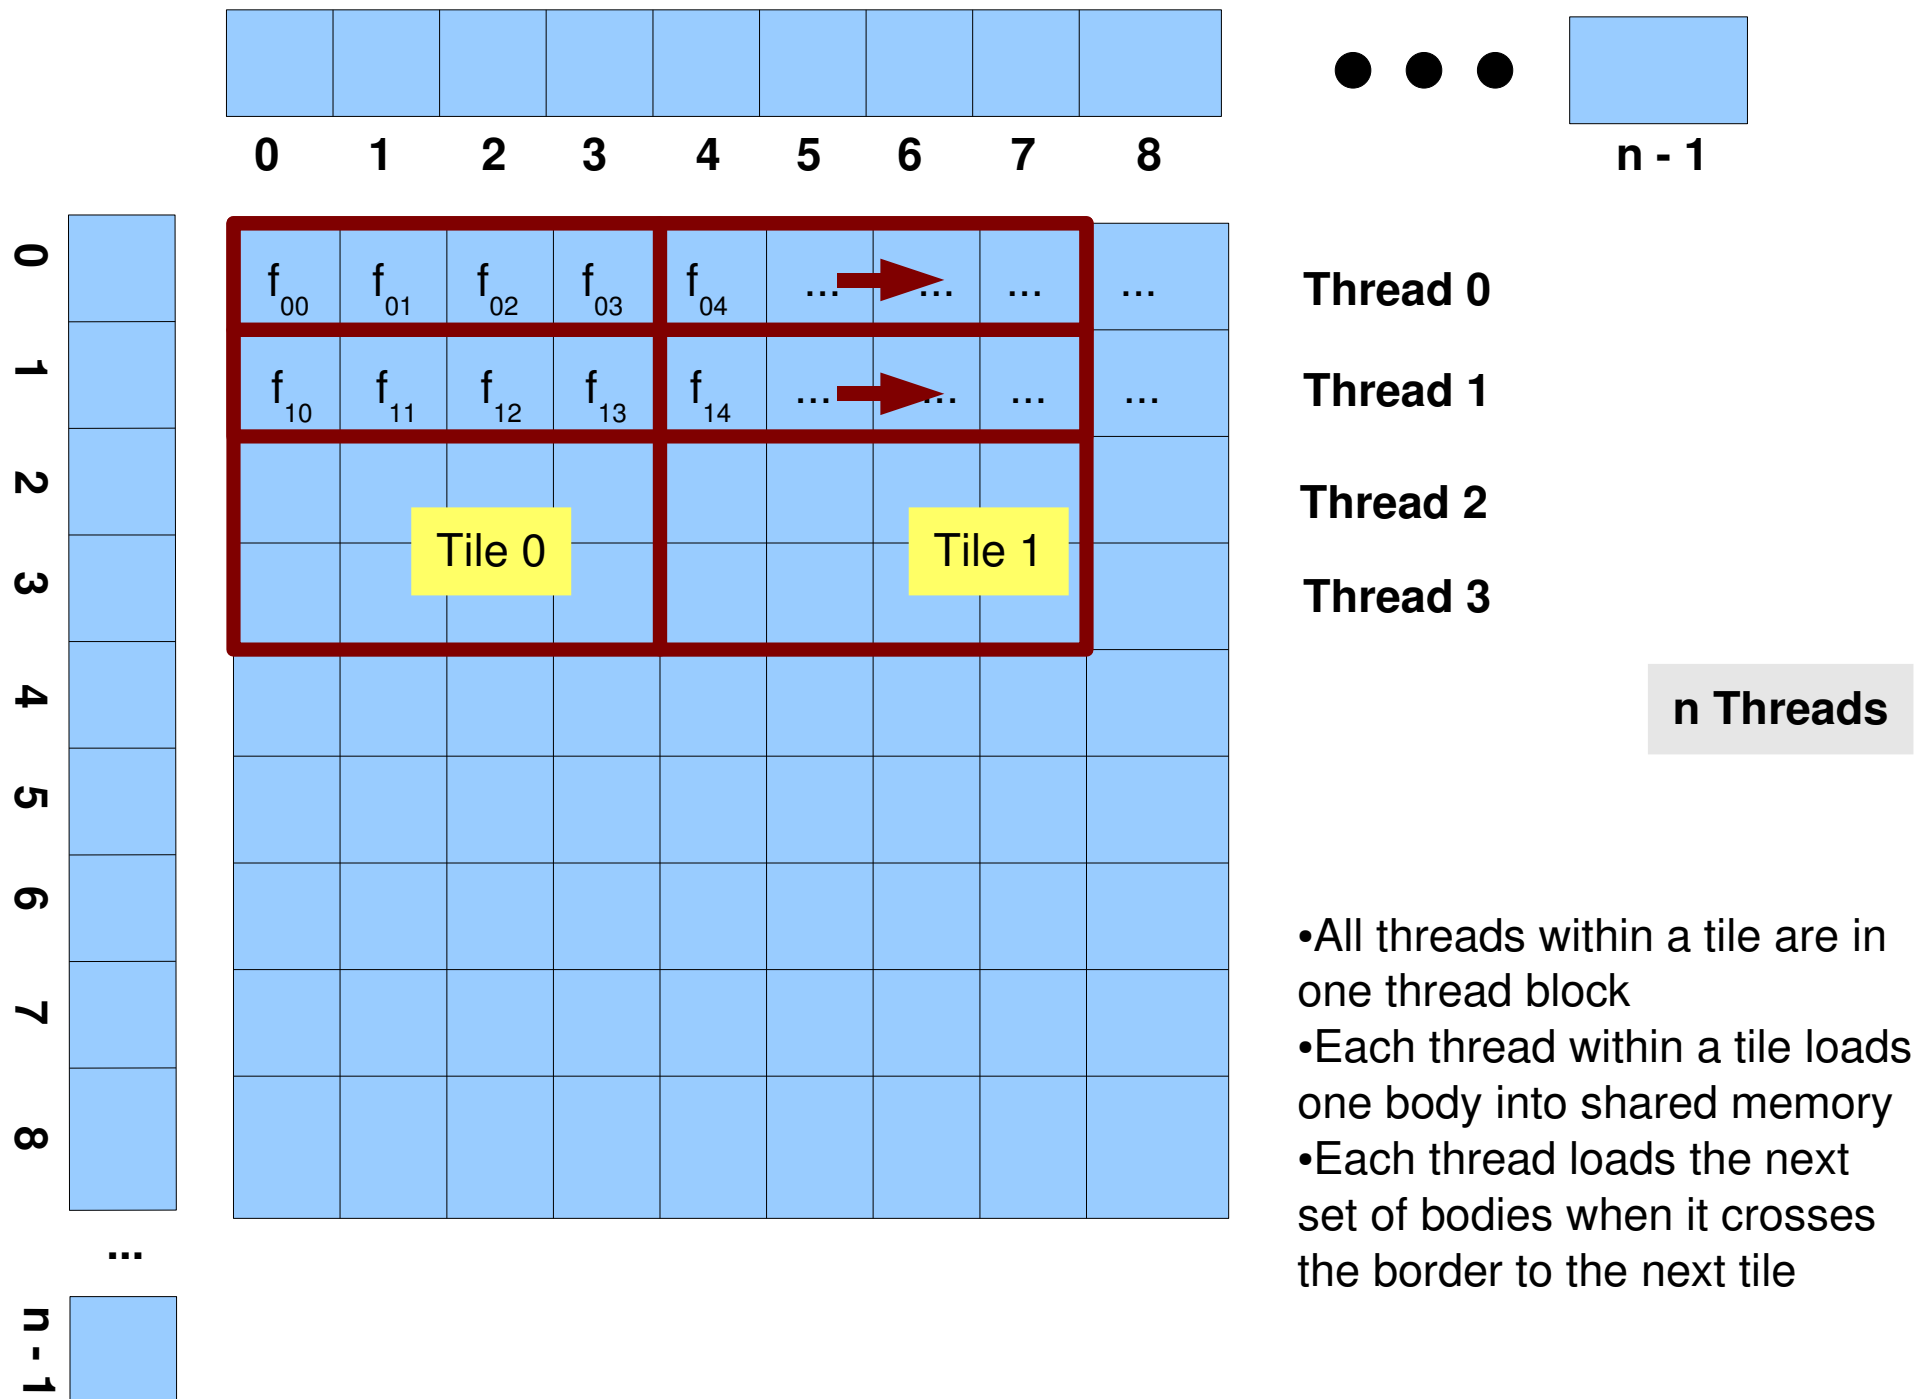 0 1 2 3 4 5 6 7 8 n - 1
0 f00 f01 f02 f03 f04 ... ... ... ... Thread 0
1 f10 f11 f12 f13 f14 ... ... ... ... Thread 1
2 Thread 2
Tile 0 Tile 1
3 Thread 3
4 n Threads
5
6
•All threads within a tile are in
one thread block
7
•Each thread within a tile loads
one body into shared memory
8
•Each thread loads the next
set of bodies when it crosses
the border to the next tile
...
n - 1